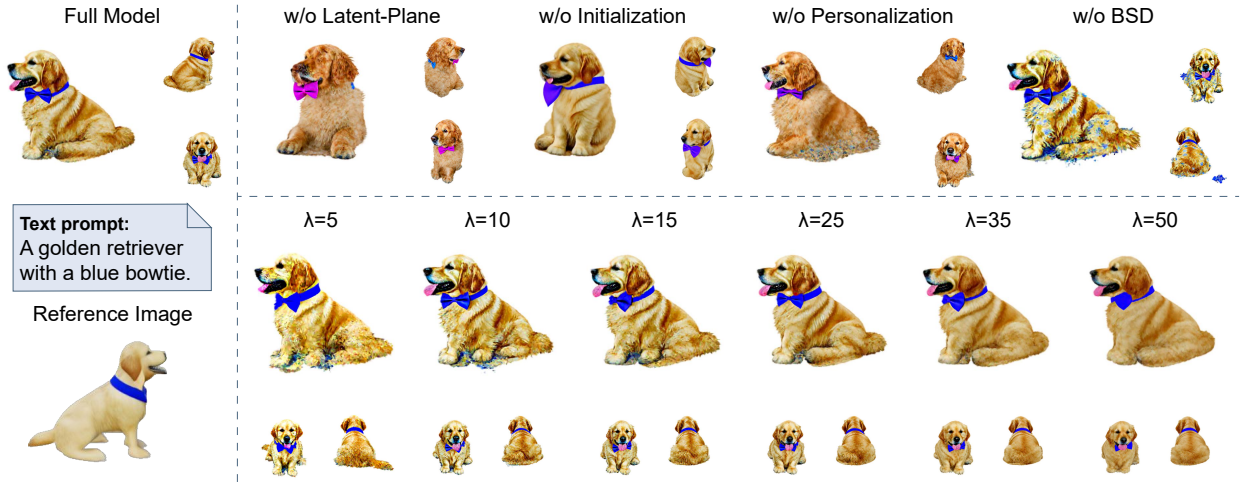 Full Model
w/o Latent-Plane
w/o Initialization
w/o Personalization
w/o BSD
Text prompt:
A golden retriever
with a blue bowtie.
Reference Image
λ=5
λ=10
λ=15
λ=25
λ=35
λ=50